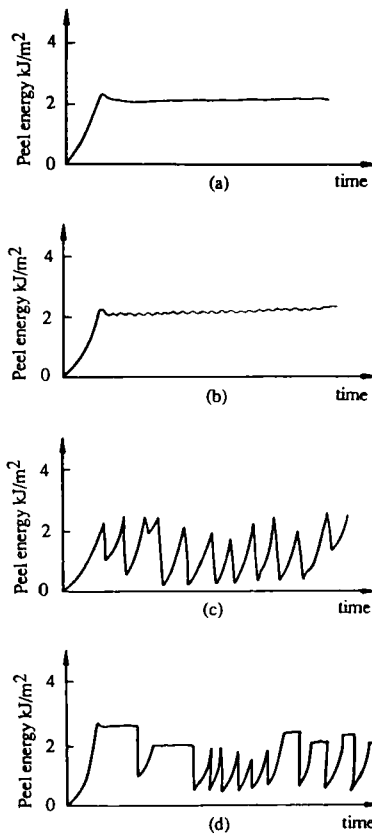 4
2
0
Peel energy kJ/m²
(a)
time
4
2
0
Peel energy kJ/m²
(b)
time
4
2
0
Peel energy kJ/m²
(c)
time
4
2
0
Peel energy kJ/m²
(d)
time